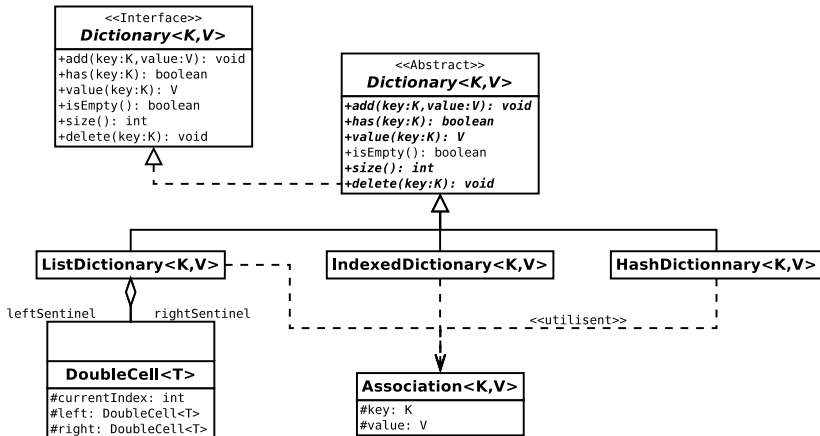 <<Interface>>
Dictionary<K,V>
+add(key:K,value:V): void
+has(key:K): boolean
+value(key:K): V
+isEmpty(): boolean
+size(): int
+delete(key:K): void
<<Abstract>>
Dictionary<K,V>
+add(key:K,value:V): void
+has(key:K): boolean
+value(key:K): V
+isEmpty(): boolean
+size(): int
+delete(key:K): void
ListDictionary<K,V>
IndexedDictionary<K,V>
HashDictionnary<K,V>
leftSentinel
rightSentinel
<<utilisent>>
DoubleCell<T>
#currentIndex: int
#left: DoubleCell<T>
#right: DoubleCell<T>
Association<K,V>
#key: K
#value: V